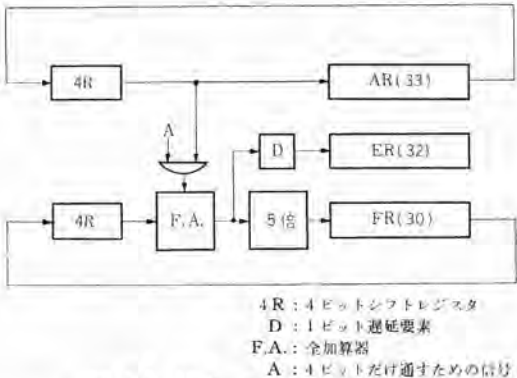 4R
AR(33)
A
D
ER(32)
4R
F.A.
5倍
FR(30)
4R : 4ビットシフトレジスタ
D : 1ビット遅延要素
F.A. : 全加算器
A : 4ビットだけ通すための信号